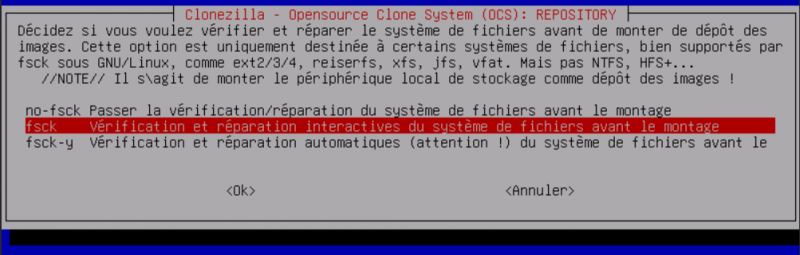 Clonezilla - Opensource Clone System (OCS): REPOSITORY
Décidez si vous voulez vérifier et réparer le système de fichiers avant de monter de dépôt des
images. Cette option est uniquement destinée à certains systèmes de fichiers, bien supportés par
fsck sous GNU/Linux, comme ext2/3/4, reiserfs, xfs, jfs, vfat. Mais pas NTFS, HFS+...
//NOTE// Il s\agit de monter le périphérique local de stockage comme dépôt des images !
no-fsck Passer la vérification/réparation du système de fichiers avant le montage
fsck Vérification et réparation interactives du système de fichiers avant le montage
fsck-y Vérification et réparation automatiques (attention !) du système de fichiers avant le
<Ok> <Annuler>